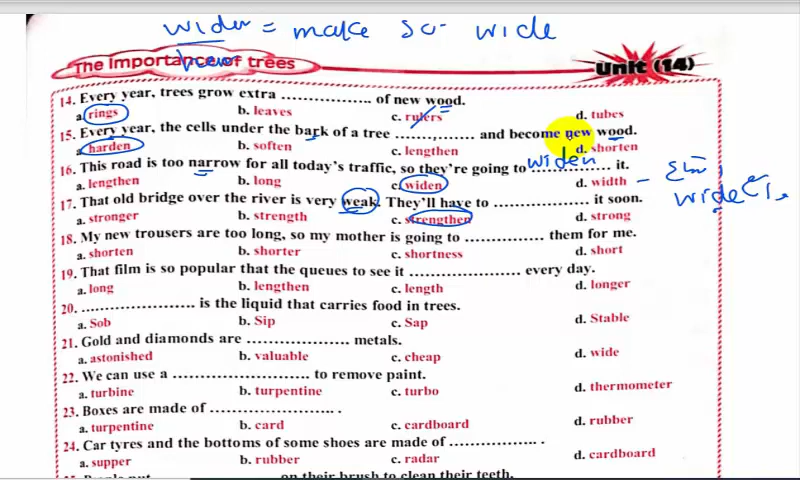 widen = make so wide
The Importance of trees
Unit (14)
14. Every year, trees grow extra .................... of new wood.
a. rings b. leaves c. rulers d. tubes
15. Every year, the cells under the bark of a tree .................... and become new wood.
a. harden b. soften c. lengthen d. shorten
widen
16. This road is too narrow for all today's traffic, so they're going to .................... it.
a. lengthen b. long c. widen d. width
17. That old bridge over the river is very weak. They'll have to .................... it soon.
a. stronger b. strength c. strengthen d. strong
18. My new trousers are too long, so my mother is going to .................... them for me.
a. shorten b. shorter c. shortness d. short
19. That film is so popular that the queues to see it .................... every day.
a. long b. lengthen c. length d. longer
20. .................... is the liquid that carries food in trees.
a. Sob b. Sip c. Sap d. Stable
21. Gold and diamonds are .................... metals.
a. astonished b. valuable c. cheap d. wide
22. We can use a .................... to remove paint.
a. turbine b. turpentine c. turbo d. thermometer
23. Boxes are made of .................... .
a. turpentine b. card c. cardboard d. rubber
24. Car tyres and the bottoms of some shoes are made of .................... .
a. supper b. rubber c. radar d. cardboard
on their brush to clean their teeth.